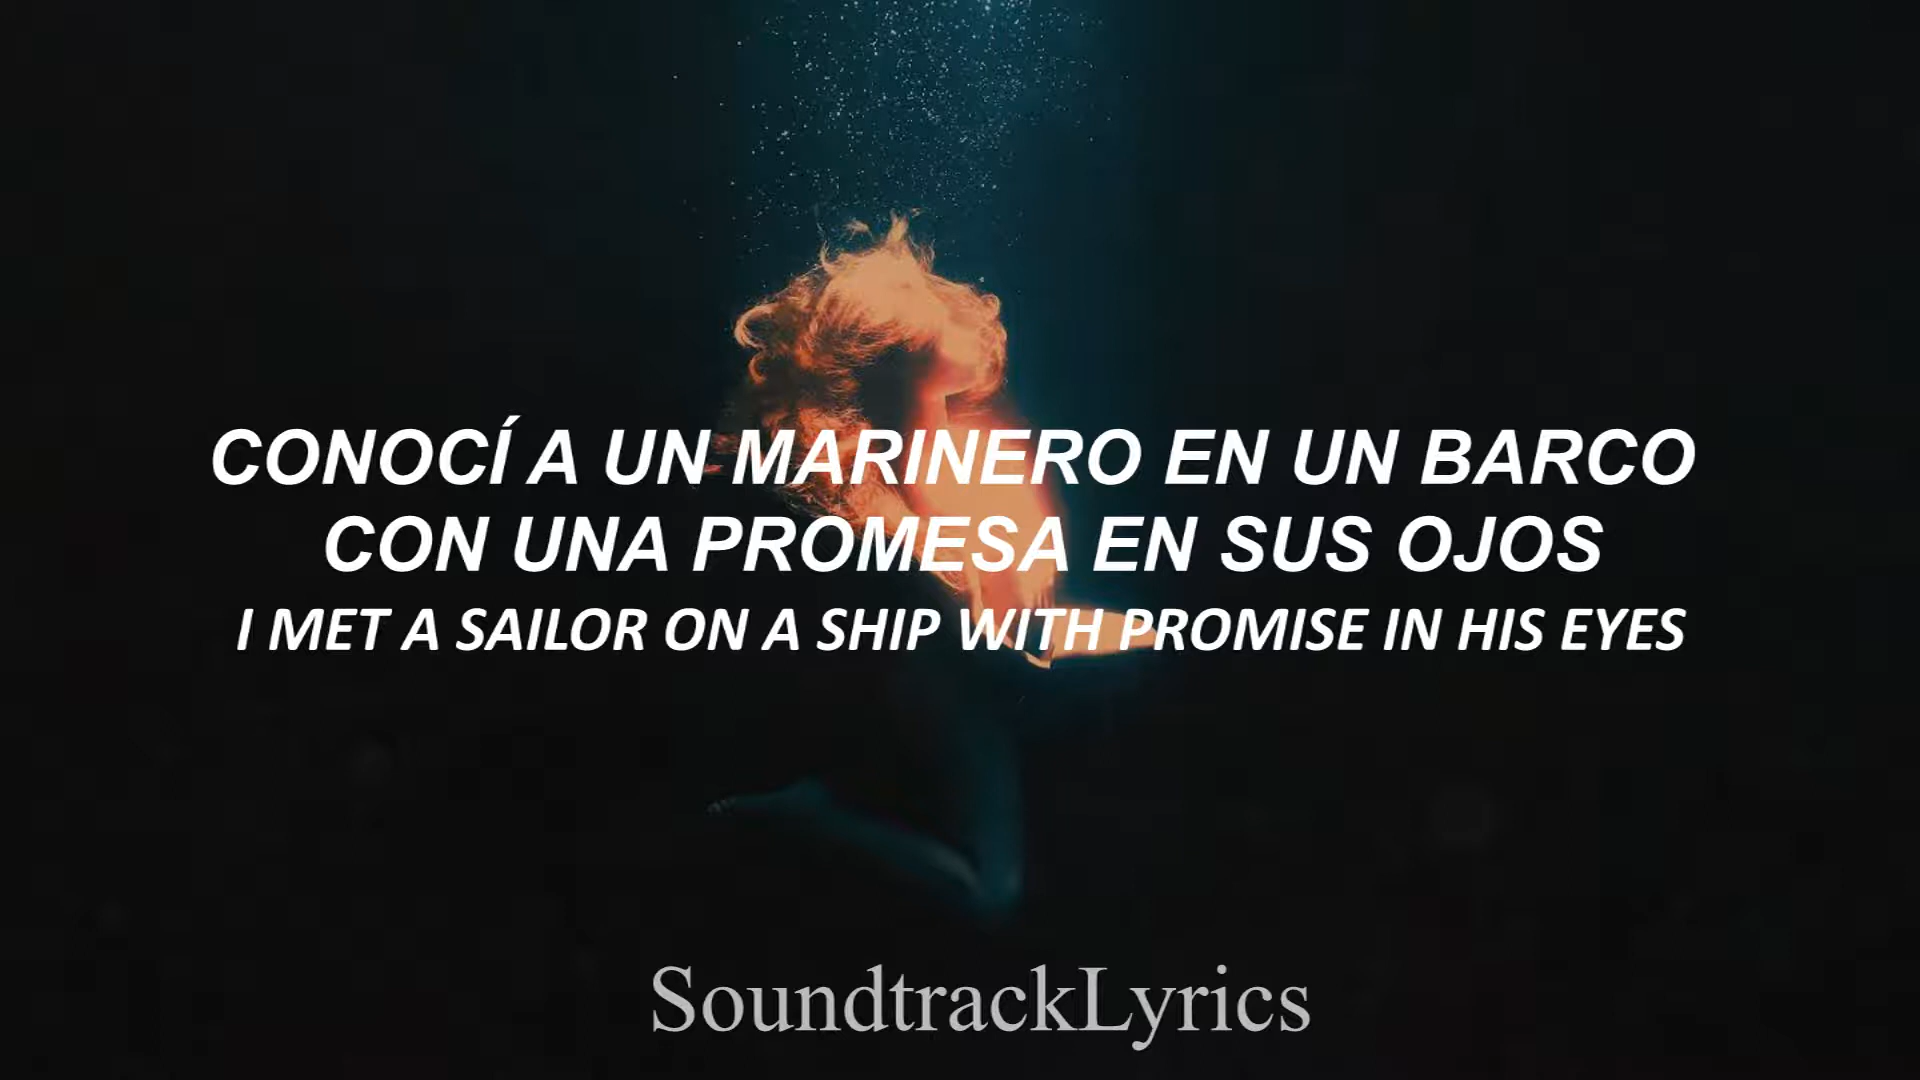 CONOCÍ A UN MARINERO EN UN BARCO
CON UNA PROMESA EN SUS OJOS
I MET A SAILOR ON A SHIP WITH PROMISE IN HIS EYES
SoundtrackLyrics